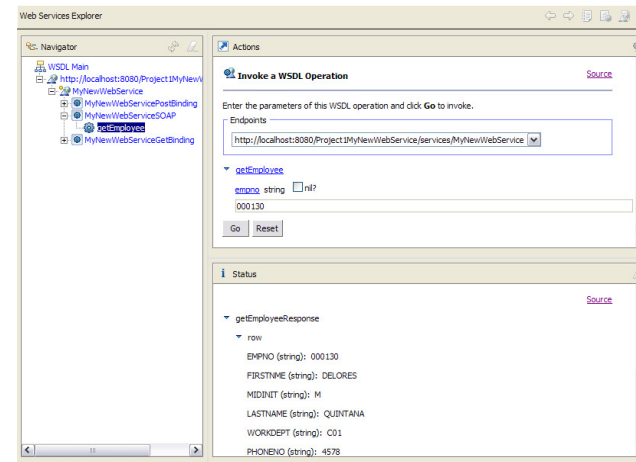 Web Services Explorer
Navigator
WSDL Main
http://localhost:8080/Project1MyNewV
MyNewWebService
MyNewWebServicePostBinding
MyNewWebServiceSOAP
getEmployee
MyNewWebServiceGetBinding
Actions
Invoke a WSDL Operation
Source
Enter the parameters of this WSDL operation and click Go to invoke.
Endpoints
http://localhost:8080/Project1MyNewWebService/services/MyNewWebService
getEmployee
empno string nil?
000130
Go Reset
i Status
Source
getEmployeeResponse
row
EMPNO (string): 000130
FIRSTNME (string): DELORES
MIDINIT (string): M
LASTNAME (string): QUINTANA
WORKDEPT (string): C01
PHONENO (string): 4578